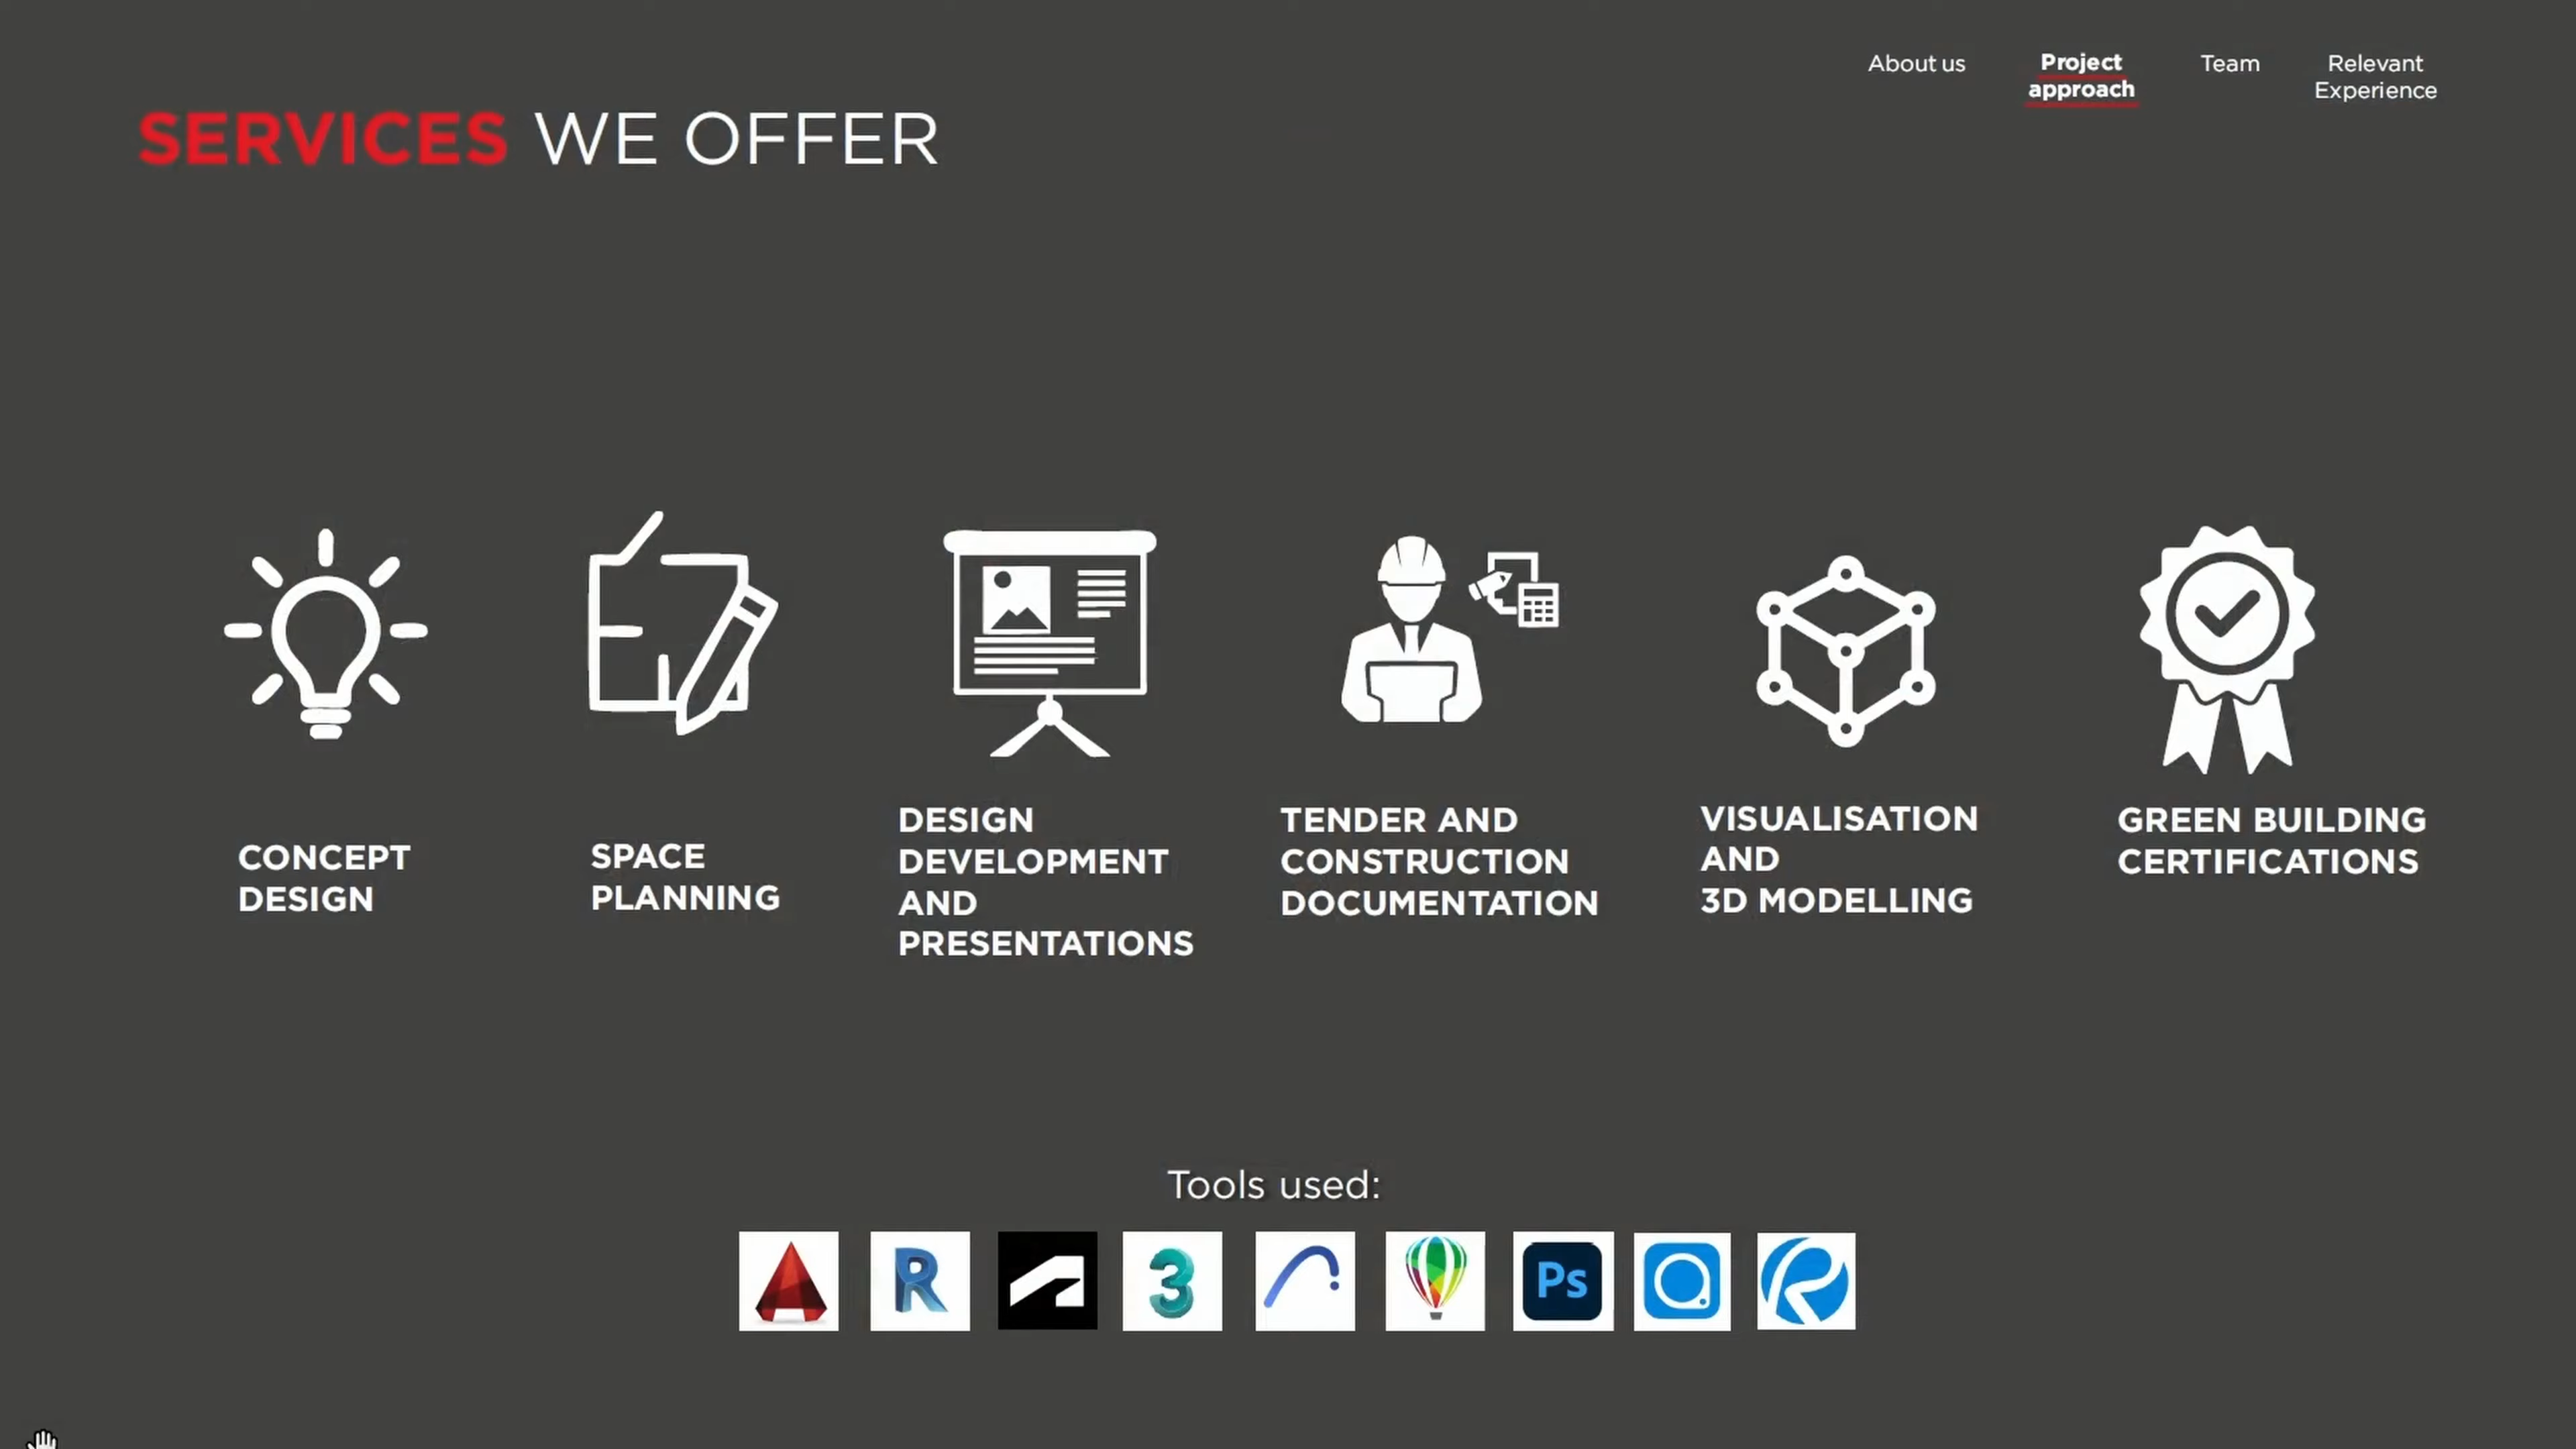 About us
Project
approach
Team
Relevant
Experience
SERVICES WE OFFER
CONCEPT
DESIGN
SPACE
PLANNING
DESIGN
DEVELOPMENT
AND
PRESENTATIONS
TENDER AND
CONSTRUCTION
DOCUMENTATION
VISUALISATION
AND
3D MODELLING
GREEN BUILDING
CERTIFICATIONS
Tools used:
R
3
Ps